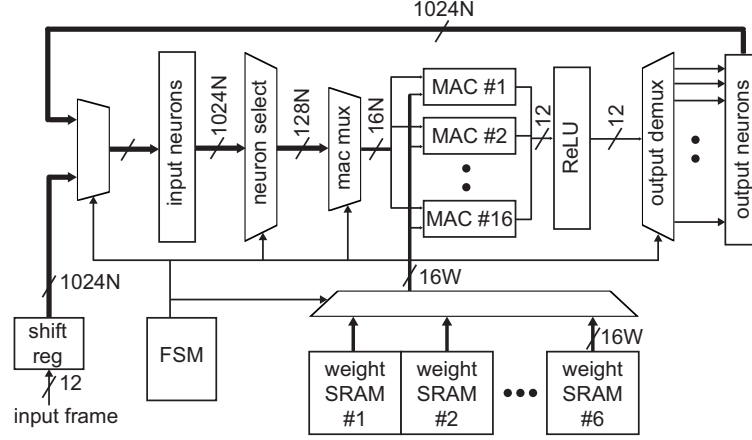 1024N
input neurons
1024N
neuron select
128N
mac mux
16N
MAC #1
MAC #2
MAC #16
12
ReLU
12
output demux
output neurons
1024N
16W
shift
reg
12
input frame
FSM
16W
weight
SRAM
#1
weight
SRAM
#2
weight
SRAM
#6